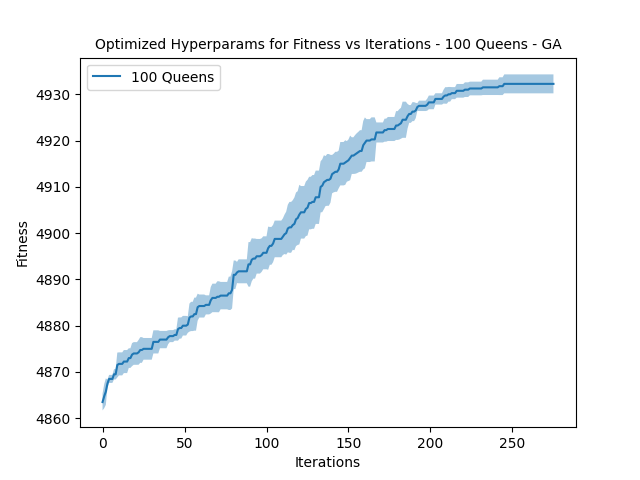 Optimized Hyperparams for Fitness vs Iterations - 100 Queens - GA
100 Queens
4930
4920
4910
4900
4890
4880
4870
4860
Fitness
0 50 100 150 200 250
Iterations